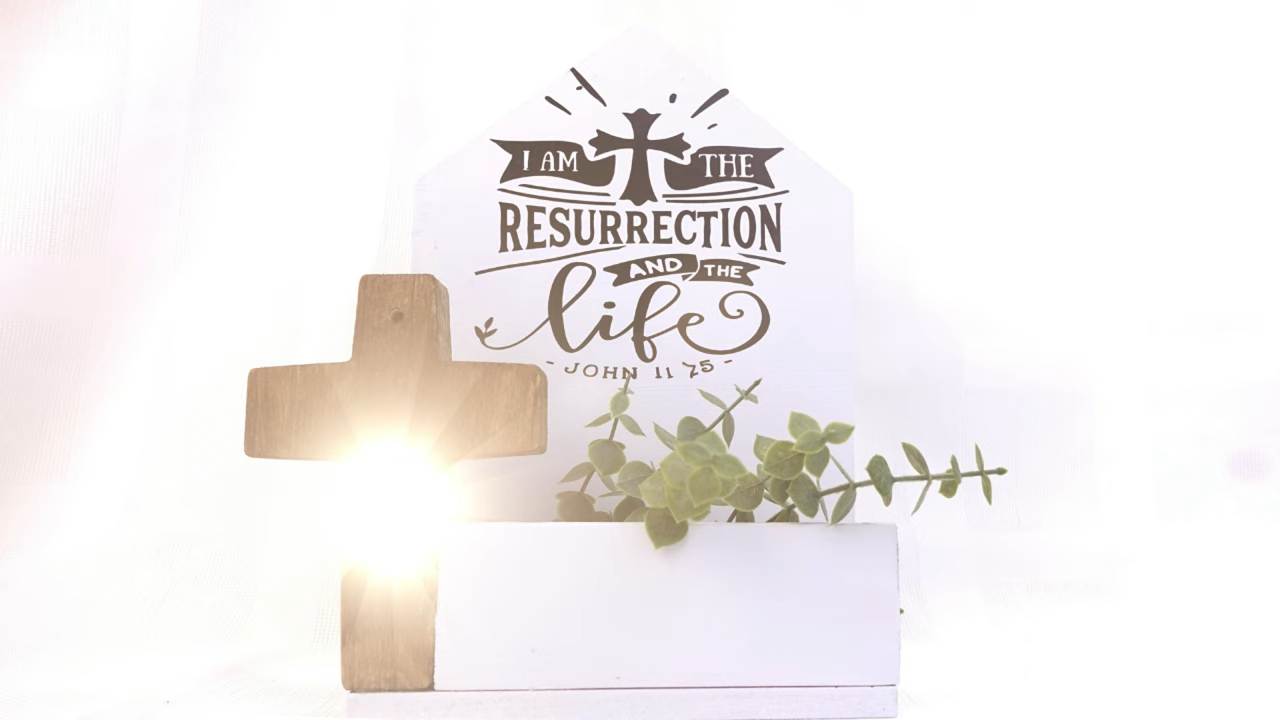 I AM THE
RESURRECTION
AND THE
life
- JOHN 11 25 -